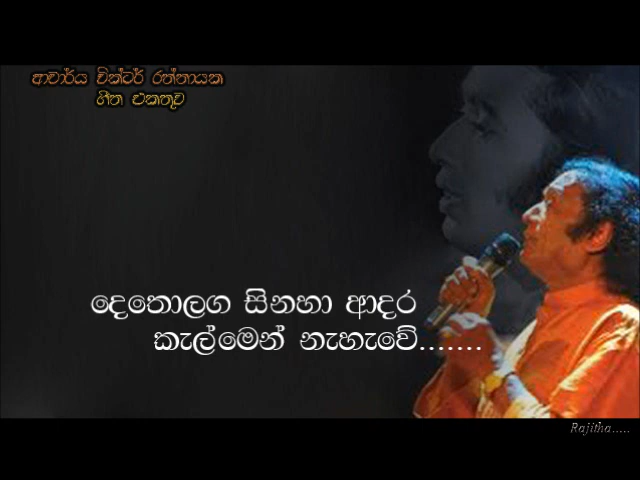 ආචාර්ය වික්ටර් රත්නායක
ගීත එකතුව
දෙතොලග සිනහා ආදර
කැල්මෙන් නැහැවේ.......
Rajitha.....